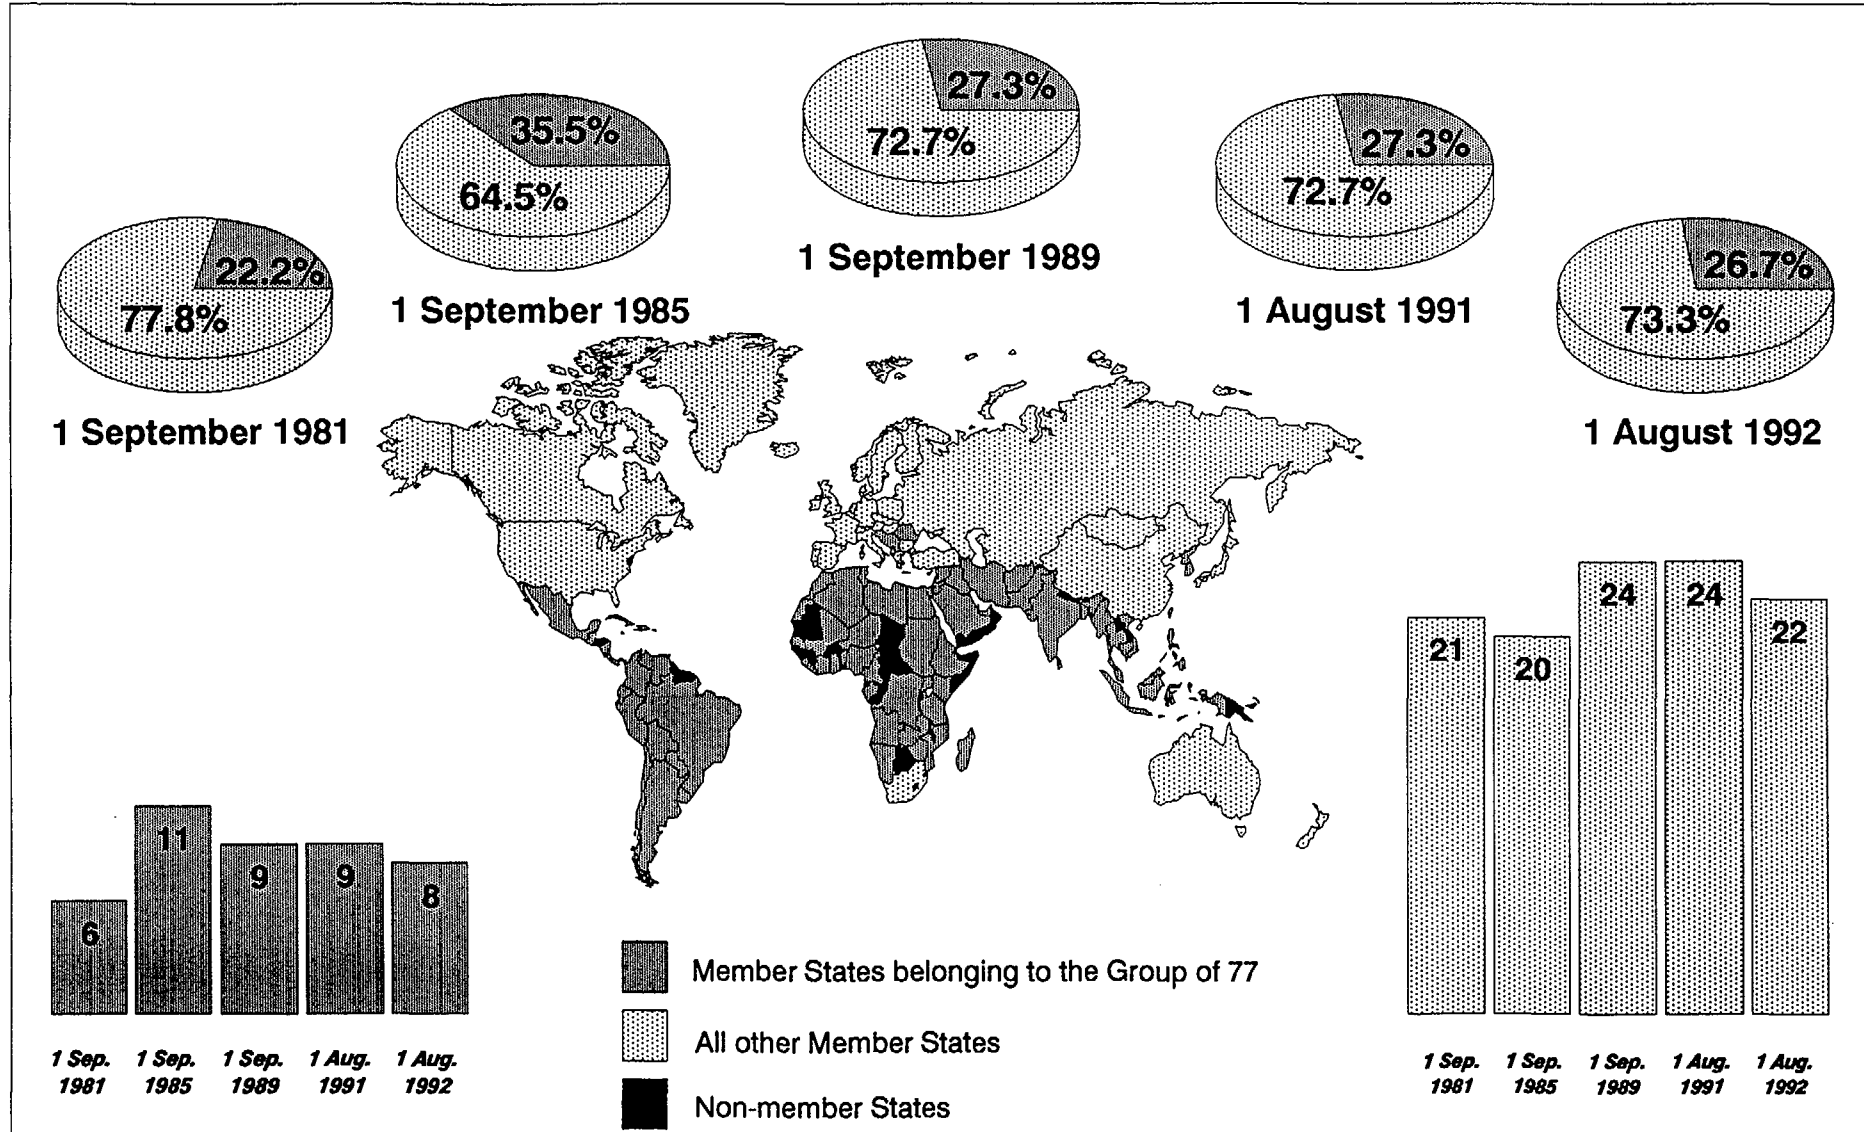 27.3%
72.7%
1 September 1989
35.5%
64.5%
1 September 1985
27.3%
72.7%
1 August 1991
22.2%
77.8%
1 September 1981
26.7%
73.3%
1 August 1992
6
11
9
9
8
1 Sep. 1 Sep. 1 Sep. 1 Aug. 1 Aug.
1981 1985 1989 1991 1992
Member States belonging to the Group of 77
All other Member States
Non-member States
21
20
24
24
22
1 Sep. 1 Sep. 1 Sep. 1 Aug. 1 Aug.
1981 1985 1989 1991 1992